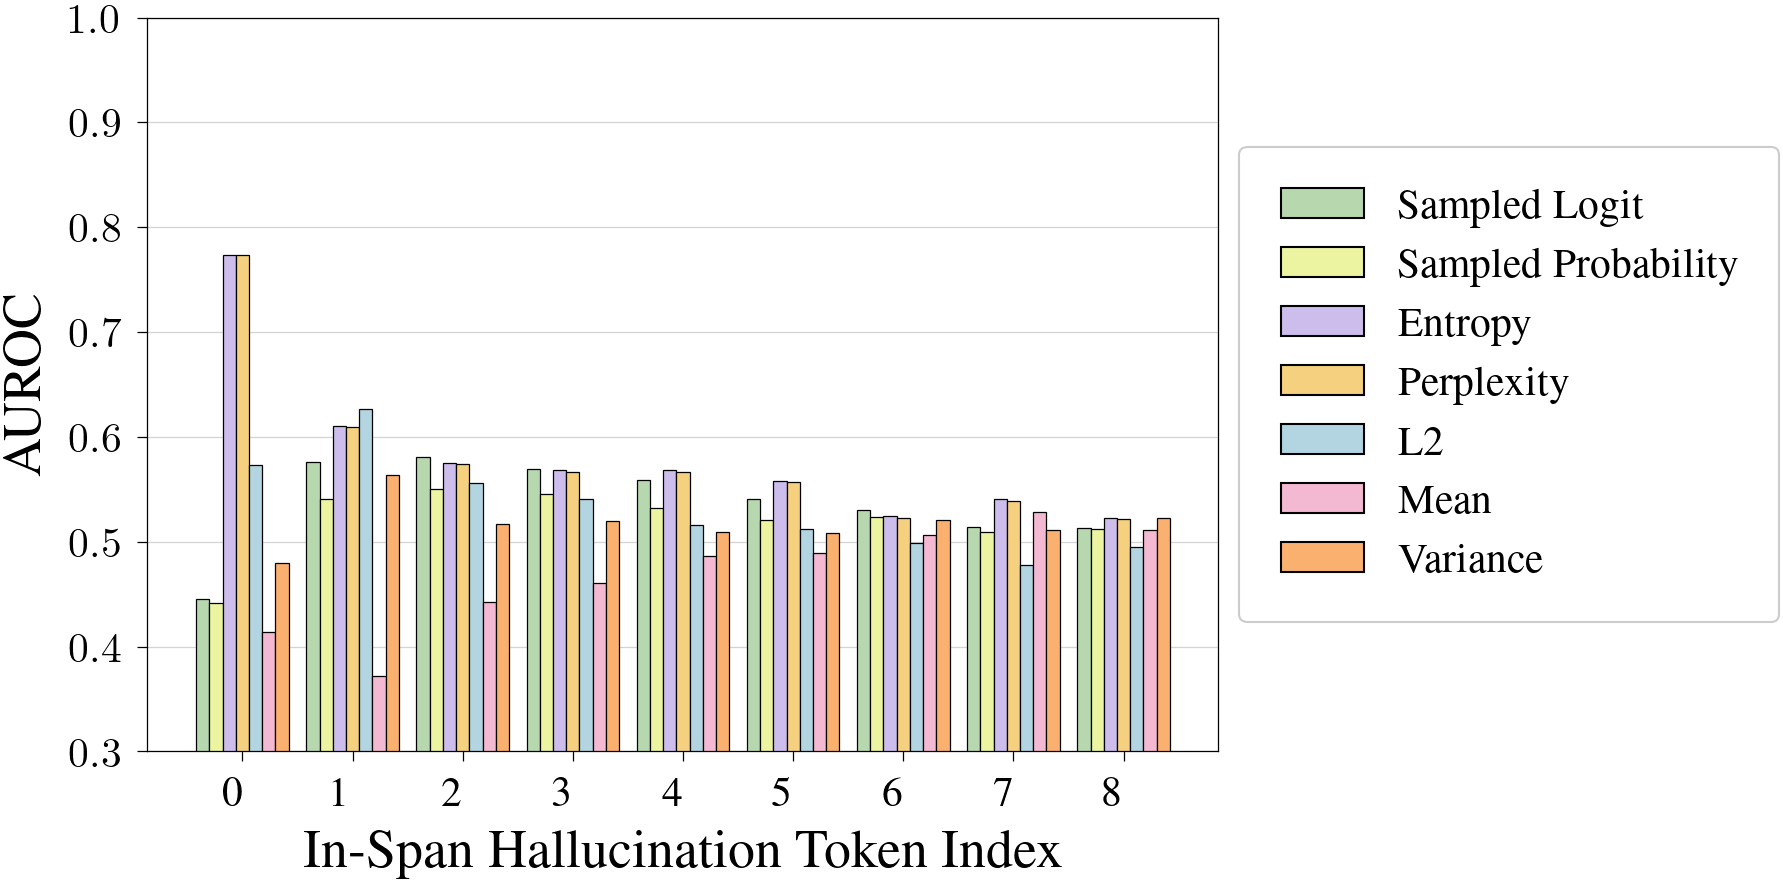 1.0
0.9
0.8
0.7
0.6
0.5
0.4
0.3
AUROC
0 1 2 3 4 5 6 7 8
In-Span Hallucination Token Index
Sampled Logit
Sampled Probability
Entropy
Perplexity
L2
Mean
Variance